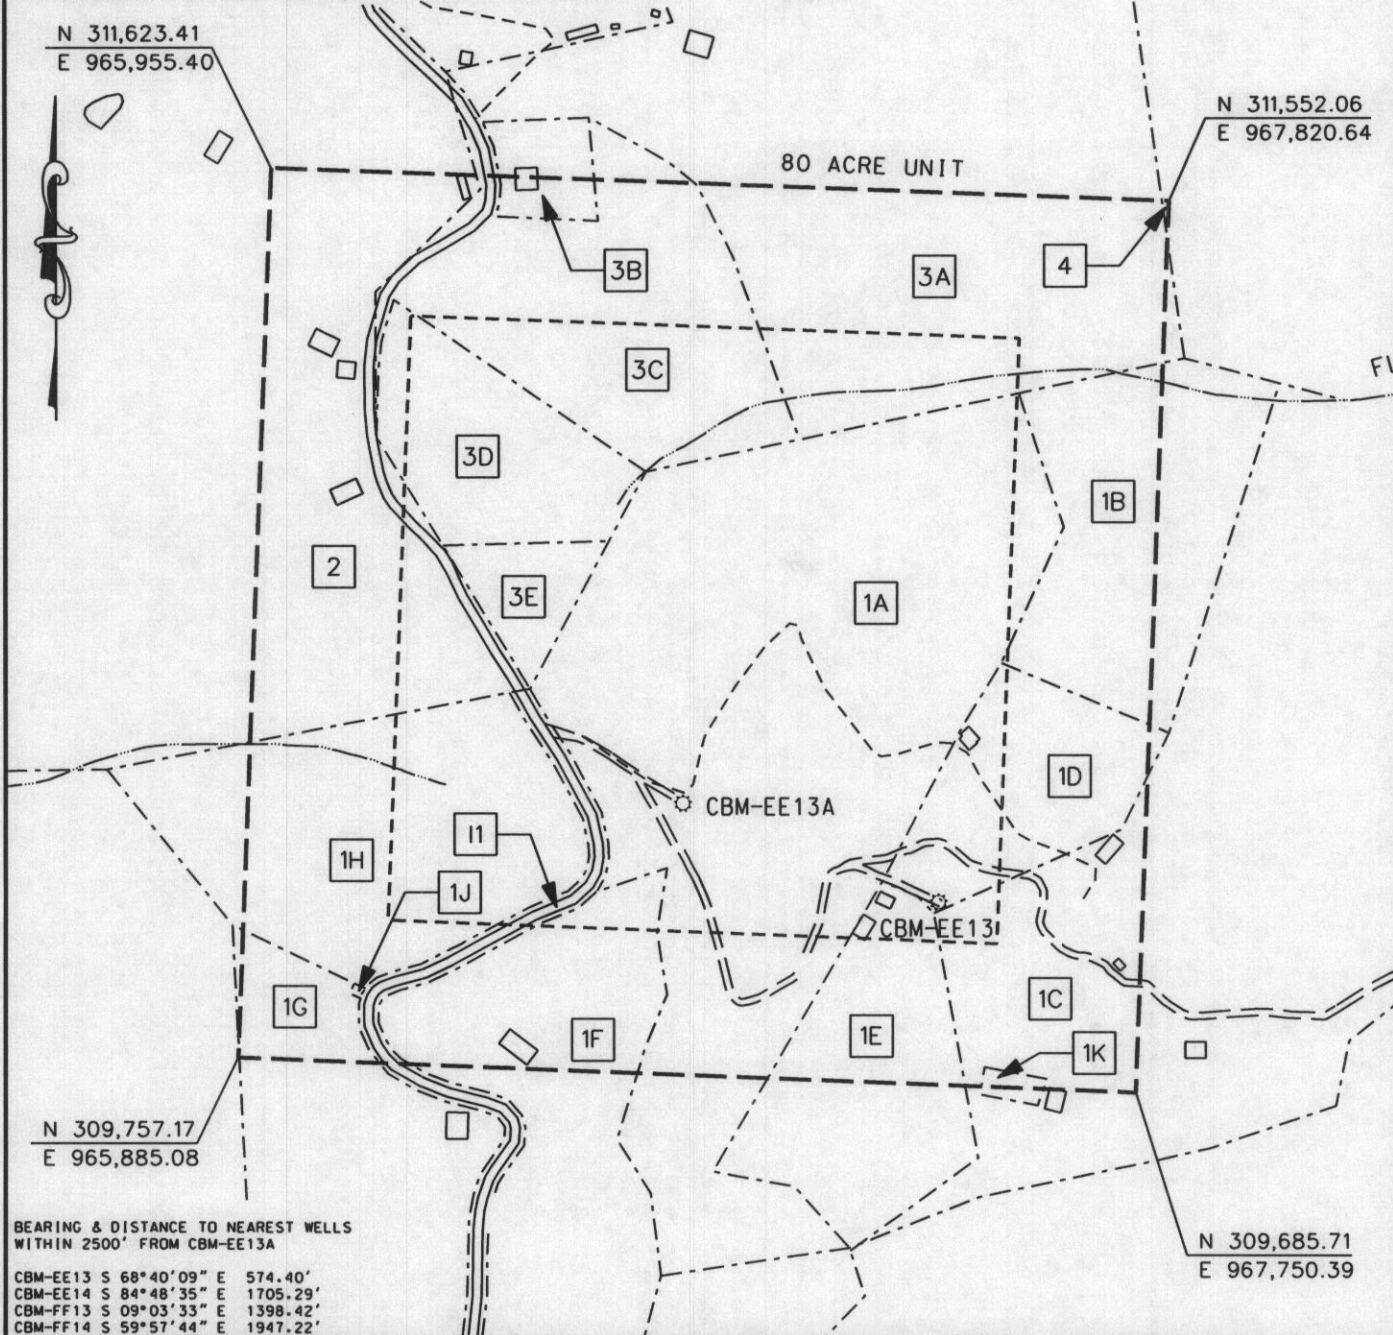 N 311,623.41
E 965,955.40
N 311,552.06
E 967,820.64
80 ACRE UNIT
3B
3A
4
3C
3D
1B
2
3E
1A
1D
CBM-EE13A
I1
1H
1J
CBM-EE13
1G
1C
1F
1E
1K
N 309,757.17
E 965,885.08
N 309,685.71
E 967,750.39
BEARING & DISTANCE TO NEAREST WELLS
WITHIN 2500' FROM CBM-EE13A
CBM-EE13 S 68°40'09" E 574.40'
CBM-EE14 S 84°48'35" E 1705.29'
CBM-FF13 S 09°03'33" E 1398.42'
CBM-FF14 S 59°57'44" E 1947.22'